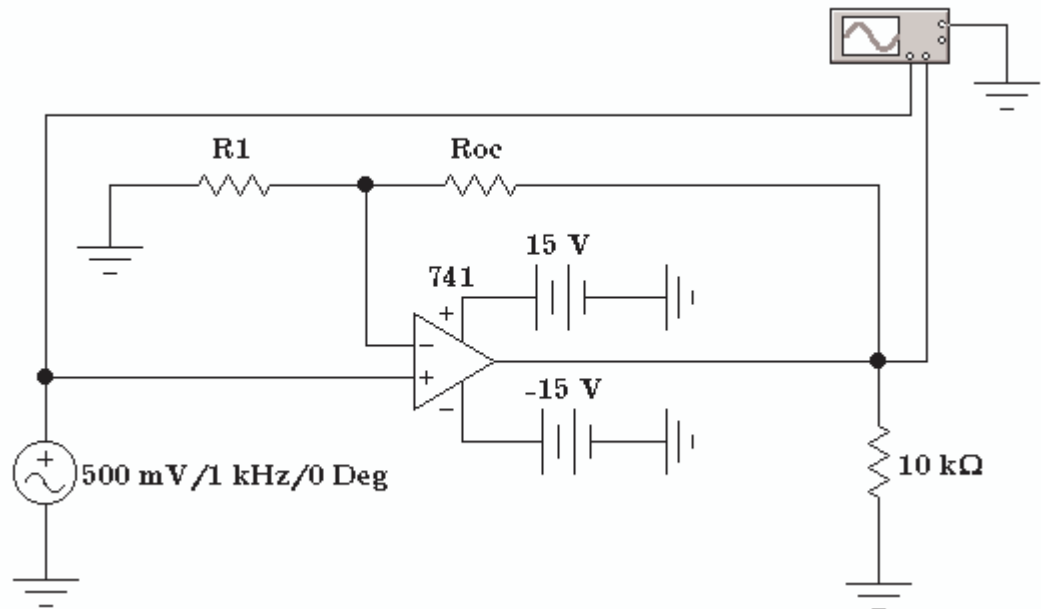 R1
Roc
15 V
741
+
−
+
−
-15 V
+
500 mV/1 kHz/0 Deg
10 kΩ